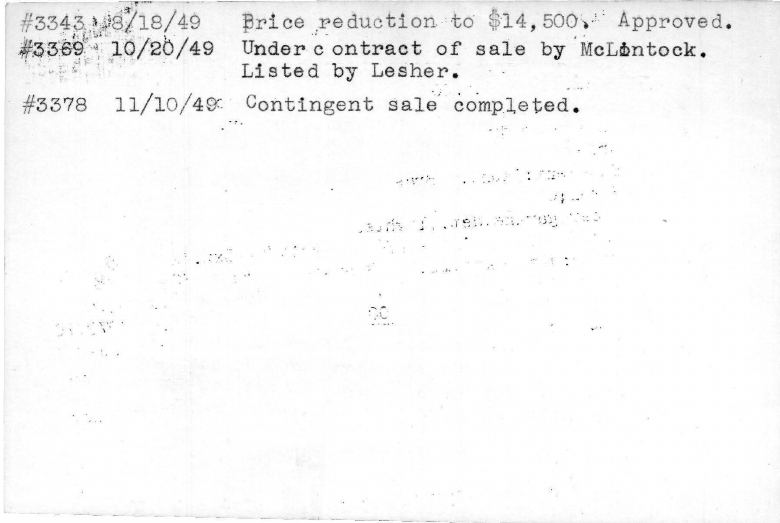 #3343 8/18/49 Price reduction to $14,500. Approved.
#3369 10/20/49 Under contract of sale by McLintock.
Listed by Lesher.
#3378 11/10/49 Contingent sale completed.